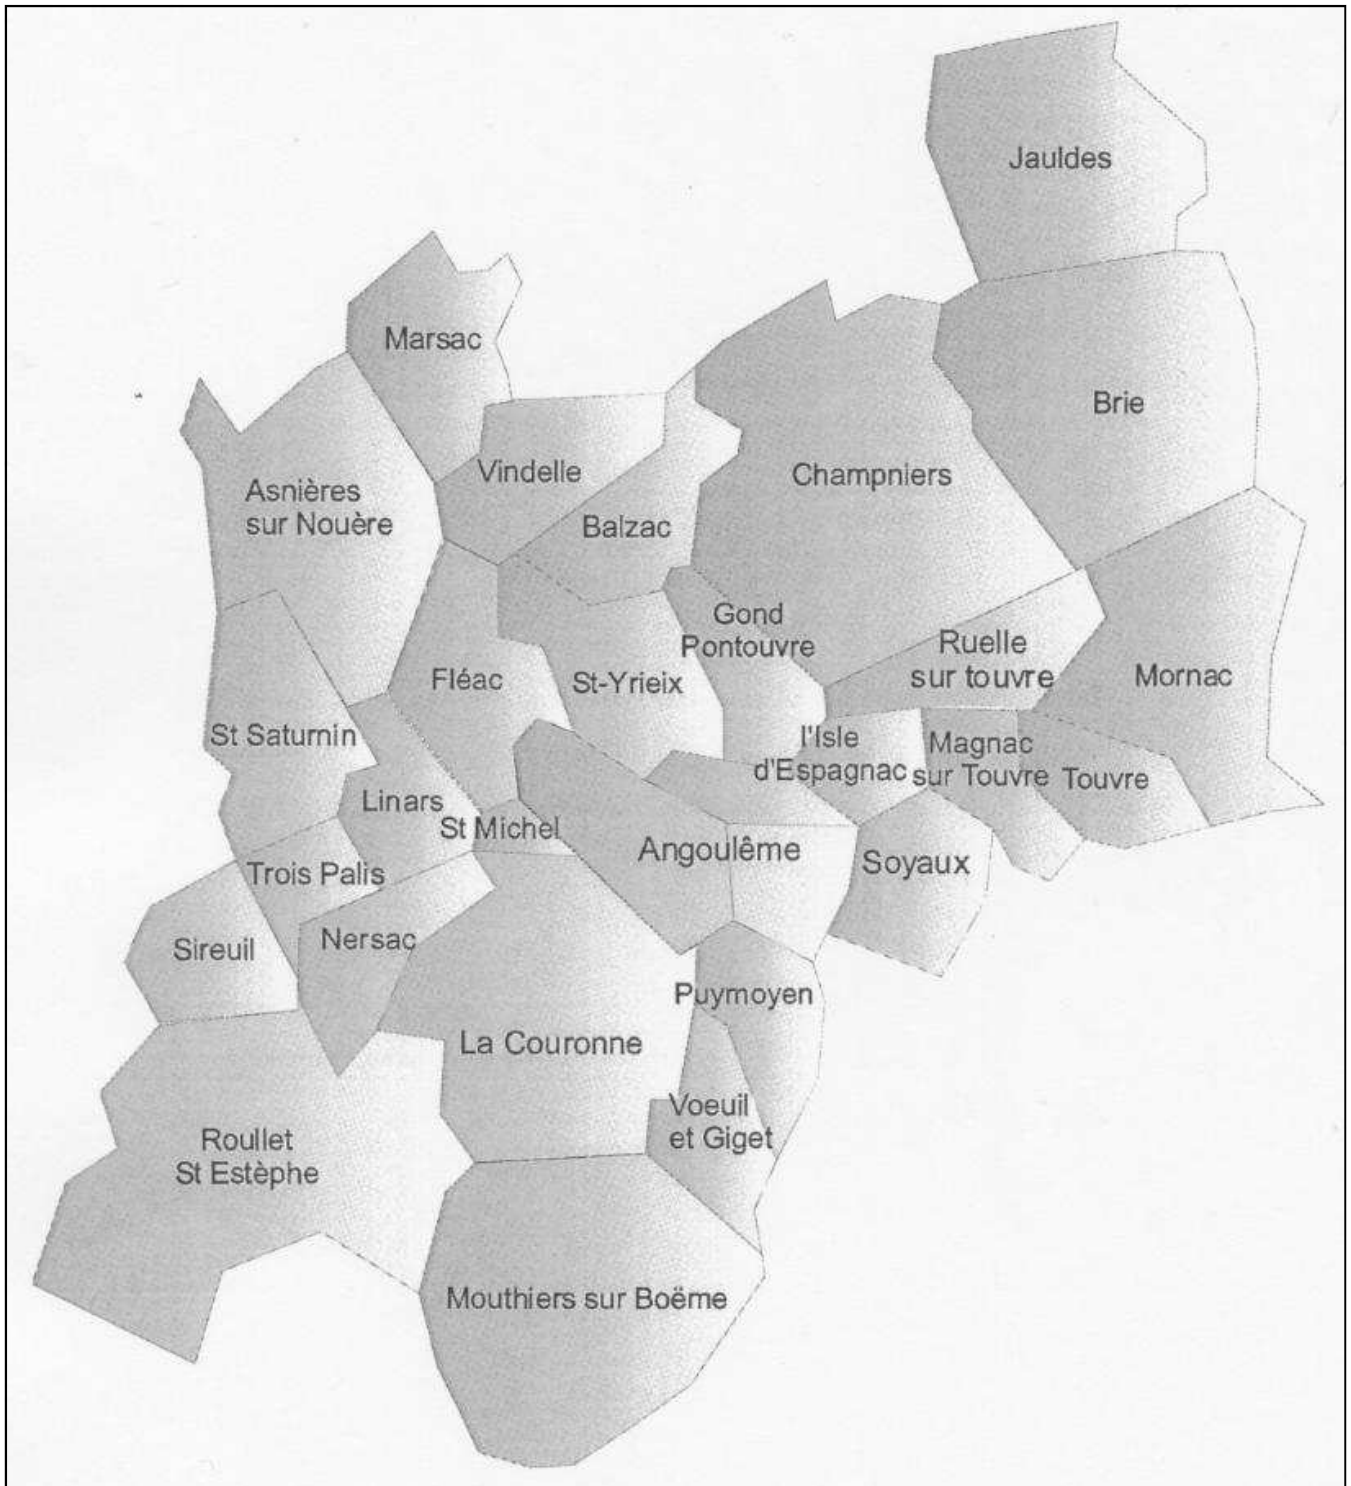 Jauldes
Marsac
Brie
Vindelle
Champniers
Asnières
sur Nouère
Balzac
Gond
Pontouvre
Ruelle
sur touvre
Fléac
St-Yrieix
Mornac
St Saturnin
l'Isle
d'Espagnac
Magnac
sur Touvre
Touvre
Linars
St Michel
Angoulême
Soyaux
Trois Palis
Nersac
Sireuil
Puymoyen
La Couronne
Voeuil
et Giget
Roullet
St Estèphe
Mouthiers sur Boëme